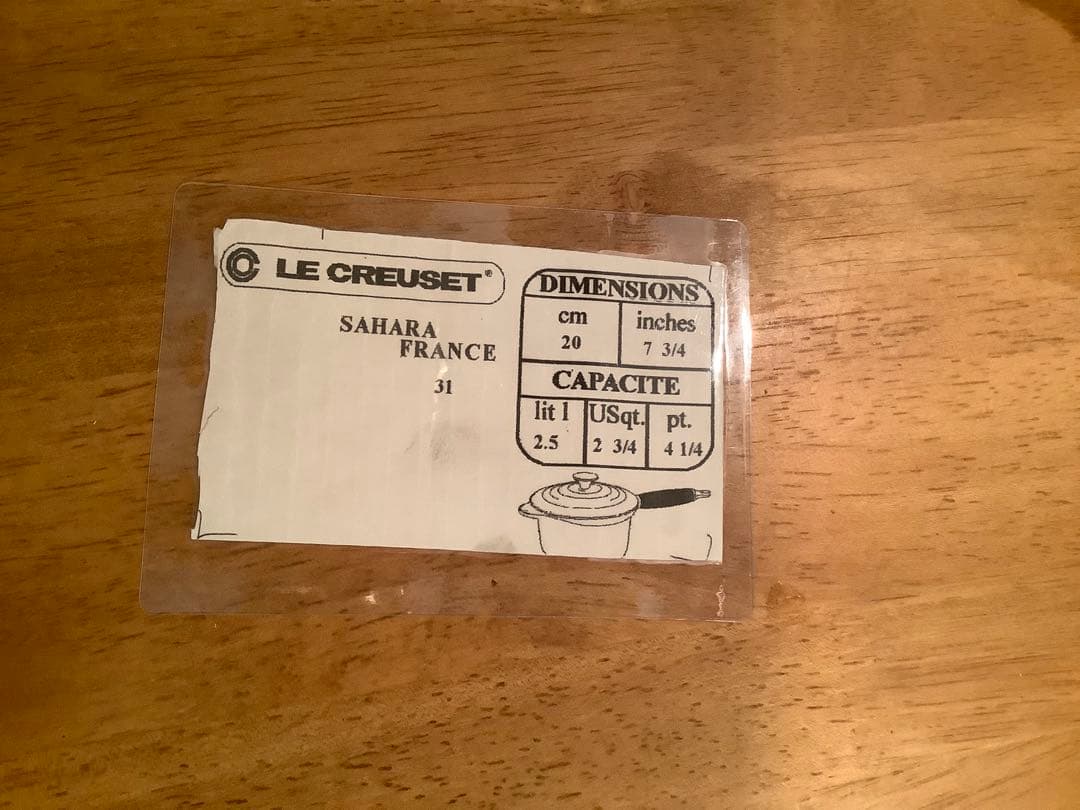 LE CREUSET®
SAHARA
FRANCE
31
DIMENSIONS
cm inches
20 7 3/4
CAPACITE
lit l USqt. pt.
2.5 2 3/4 4 1/4